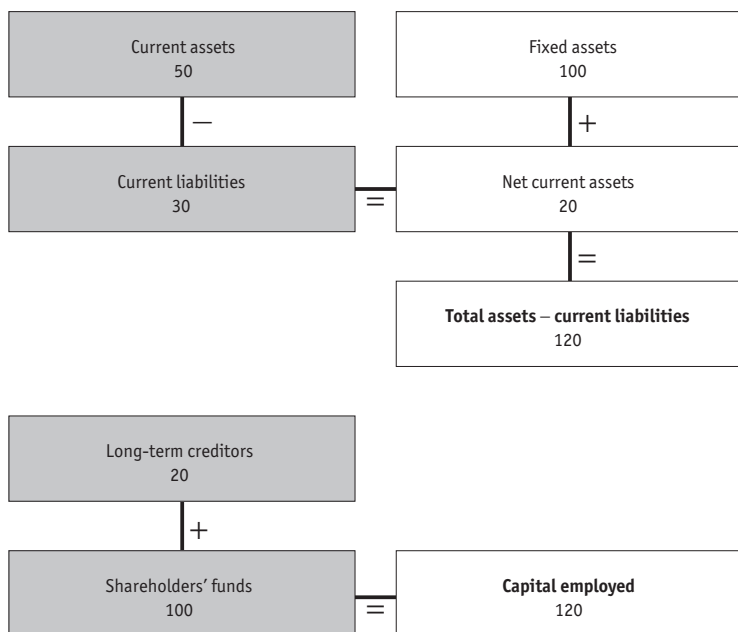 Current assets
50
Fixed assets
100
−
+
Current liabilities
30
=
Net current assets
20
=
Total assets – current liabilities
120
Long-term creditors
20
+
Shareholders’ funds
100
=
Capital employed
120